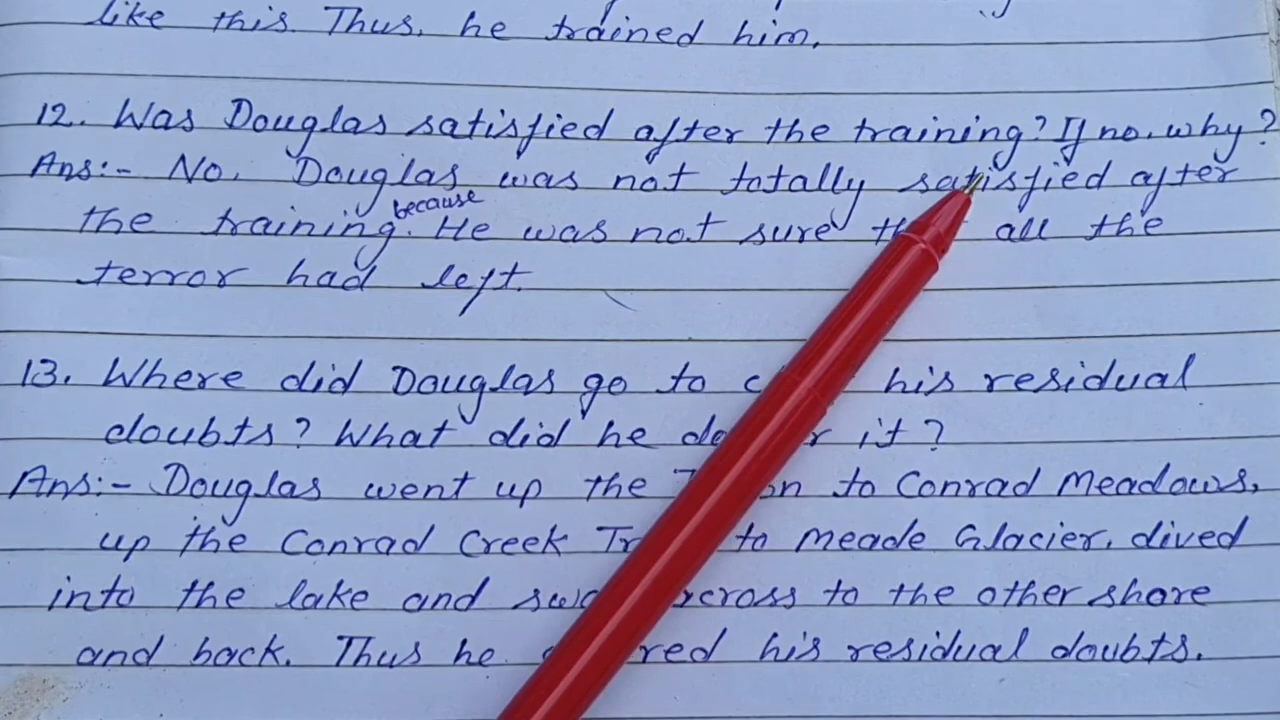 like this. Thus, he trained him.
12. Was Douglas satisfied after the training? If no, why?
Ans:- No. Douglas was not totally satisfied after
because
the training. He was not sure all the
terror had left.
13. Where did Douglas go to his residual
doubts? What did he it?
Ans:- Douglas went up the to Conrad Meadows,
up the Conrad Creek to Meade Glacier, dived
into the lake and across to the other shore
and back. Thus he his residual doubts.